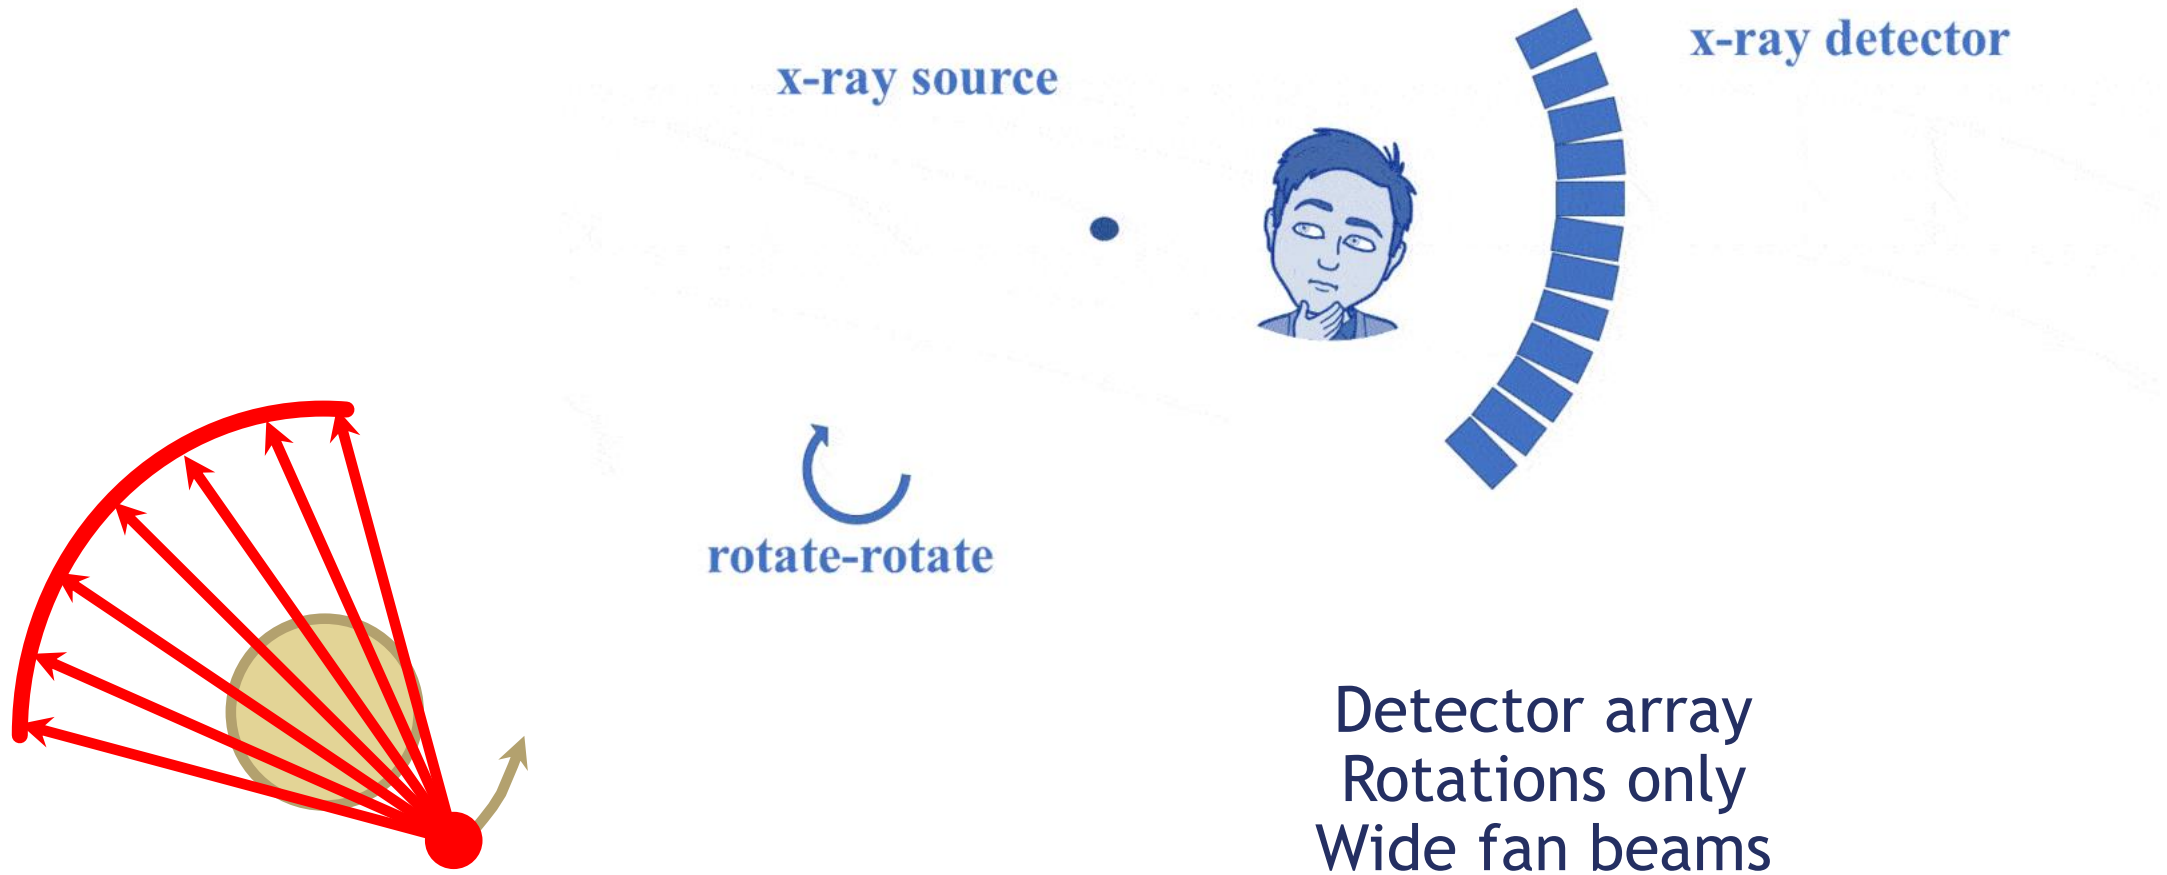 x-ray source
x-ray detector
rotate-rotate
Detector array
Rotations only
Wide fan beams